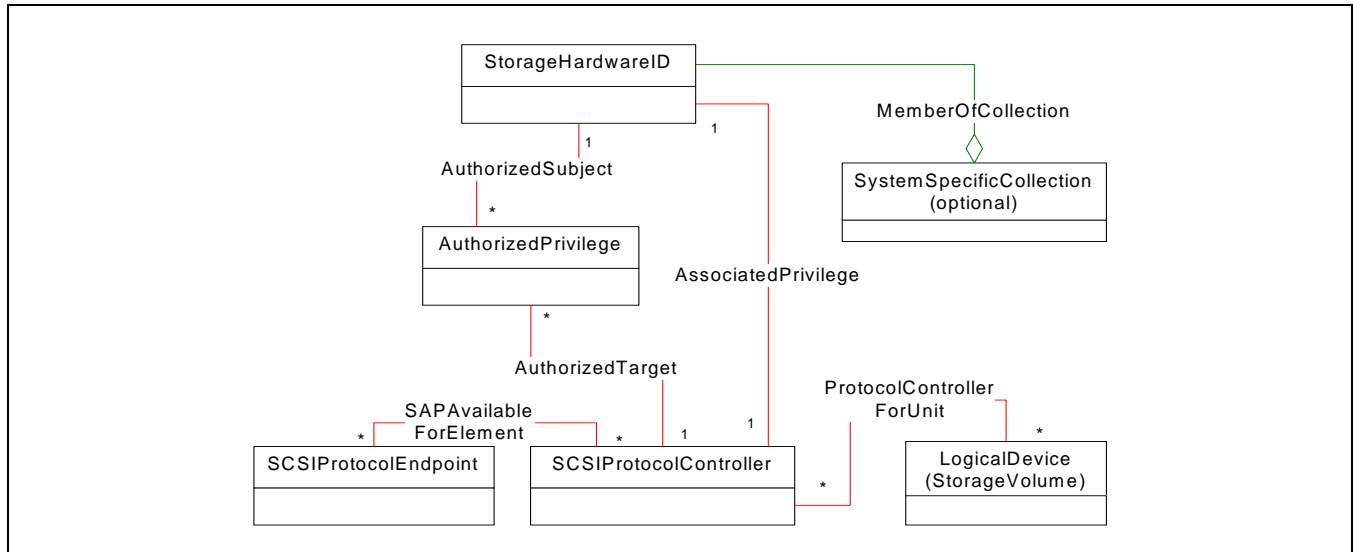 StorageHardwareID
MemberOfCollection
1
1
AuthorizedSubject
SystemSpecificCollection
(optional)
*
AuthorizedPrivilege
AssociatedPrivilege
*
AuthorizedTarget
ProtocolController
ForUnit
SAPAvailable
ForElement
*
*
1
1
*
SCSIProtocolEndpoint
SCSIProtocolController
LogicalDevice
(StorageVolume)
*